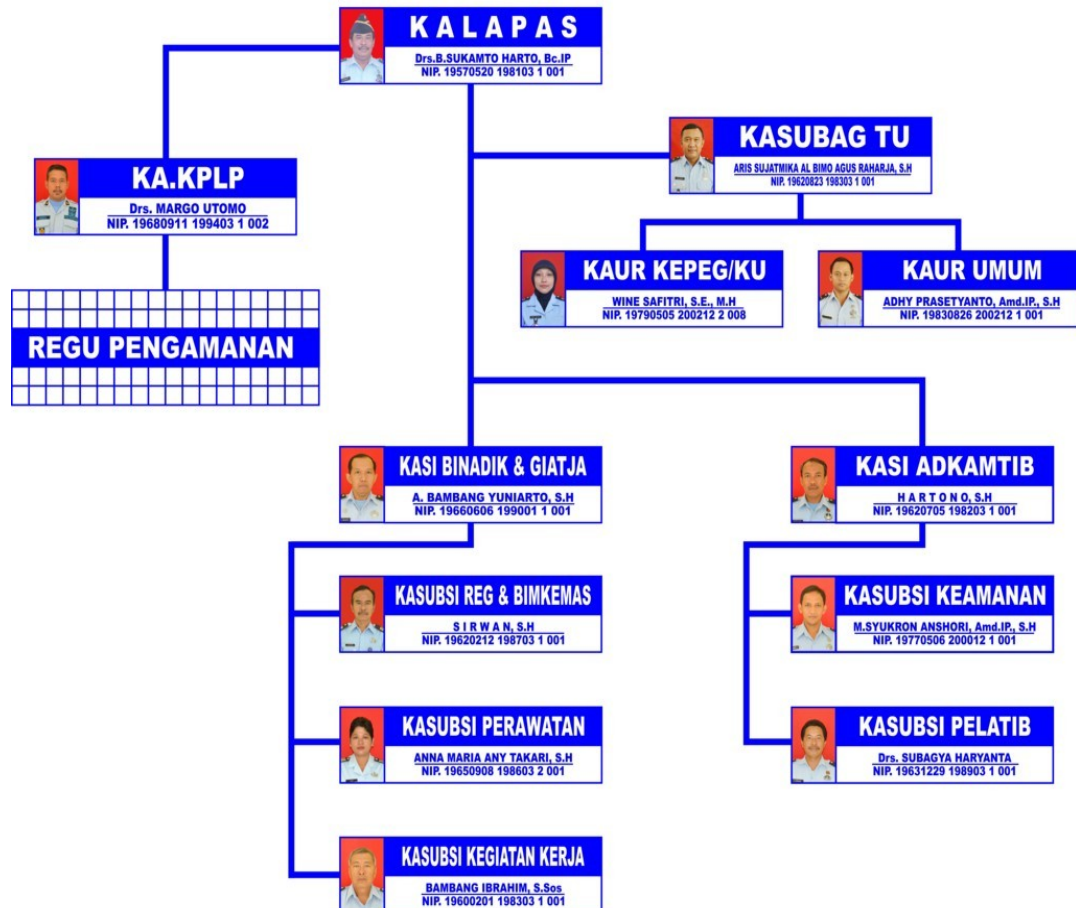 KALAPAS
Drs.B.SUKAMTO HARTO, Bc.IP
NIP. 19570520 198103 1 001
KASUBAG TU
ARIS SUJATMIKA AL BIMO AGUS RAHARJA, S.H
NIP. 19620823 198303 1 001
KA.KPLP
Drs. MARGO UTOMO
NIP. 19680911 199403 1 002
KAUR KEPEG/KU
WINE SAFITRI, S.E., M.H
NIP. 19790505 200212 2 008
KAUR UMUM
ADHY PRASETYANTO, Amd.IP., S.H
NIP. 19830826 200212 1 001
REGU PENGAMANAN
KASI BINADIK & GIATJA
A. BAMBANG YUNIARTO, S.H
NIP. 19660606 199001 1 001
KASI ADKAMTIB
H A R T O N O, S.H
NIP. 19620705 198203 1 001
KASUBSI REG & BIMKEMAS
S I R W A N, S.H
NIP. 19620212 198703 1 001
KASUBSI KEAMANAN
M.SYUKRON ANSHORI, Amd.IP., S.H
NIP. 19770506 200012 1 001
KASUBSI PERAWATAN
ANNA MARIA ANY TAKARI, S.H
NIP. 19650908 198603 2 001
KASUBSI PELATIB
Drs. SUBAGYA HARYANTA
NIP. 19631229 198903 1 001
KASUBSI KEGIATAN KERJA
BAMBANG IBRAHIM, S.Sos
NIP. 19600201 198303 1 001